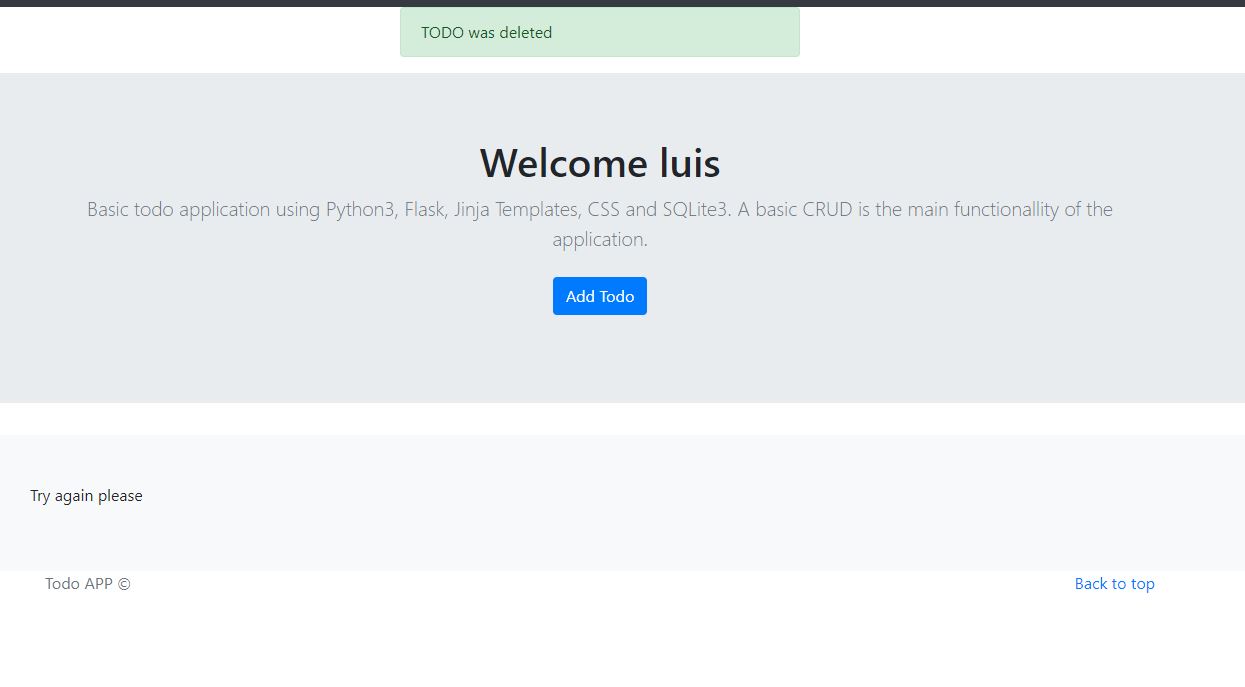 TODO was deleted
Welcome luis
Basic todo application using Python3, Flask, Jinja Templates, CSS and SQLite3. A basic CRUD is the main functionallity of the
application.
Add Todo
Try again please
Todo APP ©
Back to top